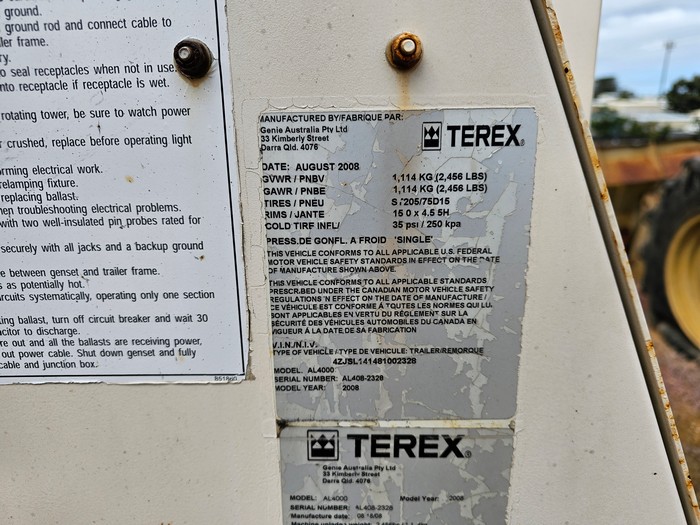 ground.
ground rod and connect cable to
ler frame.
ry.
o seal receptacles when not in use.
nto receptacle if receptacle is wet.
rotating tower, be sure to watch power
crushed, replace before operating light
rming electrical work.
relamping fixture.
replacing ballast.
hen troubleshooting electrical problems.
with two well-insulated pin probes rated for
securely with all jacks and a backup ground
e between genset and trailer frame.
s as potentially hot.
rcuits systematically, operating only one section
ting ballast, turn off circuit breaker and wait 30
acitor to discharge.
re out and all the ballasts are receiving power,
out power cable. Shut down genset and fully
cable and junction box.
MANUFACTURED BY/FABRIQUE PAR:
Genie Australia Pty Ltd
33 Kimberly Street
Darra Qld. 4076
TEREX
DATE: AUGUST 2008
GVWR / PNBV 1,114 KG (2,456 LBS)
GAWR / PNBE 1,114 KG (2,456 LBS)
TIRES / PNEU 205/75D15
RIMS / JANTE 15 0 x 4.5 5H
COLD TIRE INFL/ 35 psi / 250 kpa
PRESS.DE GONFL. A FROID 'SINGLE'
THIS VEHICLE CONFORMS TO ALL APPLICABLE U.S. FEDERAL
MOTOR VEHICLE SAFETY STANDARDS IN EFFECT ON THE DATE
OF MANUFACTURE SHOWN ABOVE.
THIS VEHICLE CONFORMS TO ALL APPLICABLE STANDARDS
PRESCRIBED UNDER THE CANADIAN MOTOR VEHICLE SAFETY
REGULATIONS IN EFFECT ON THE DATE OF MANUFACTURE /
CE VÉHICULE EST CONFORME À TOUTES LES NORMES QUI LUI
SONT APPLICABLES EN VERTU DU RÈGLEMENT SUR LA
SÉCURITÉ DES VÉHICULES AUTOMOBILES DU CANADA EN
VIGUEUR À LA DATE DE SA FABRICATION
V.I.N./N.I.V.
TYPE OF VEHICLE / TYPE DE VÉHICULE: TRAILER/REMORQUE
4ZJSL141481002328
MODEL: AL4000
SERIAL NUMBER: AL408-2328
MODEL YEAR: 2008
TEREX
Genie Australia Pty Ltd
33 Kimberly Street
Darra Qld. 4076
MODEL: AL4000 Model Year: 2008
SERIAL NUMBER: AL408-2328
Manufacture date: